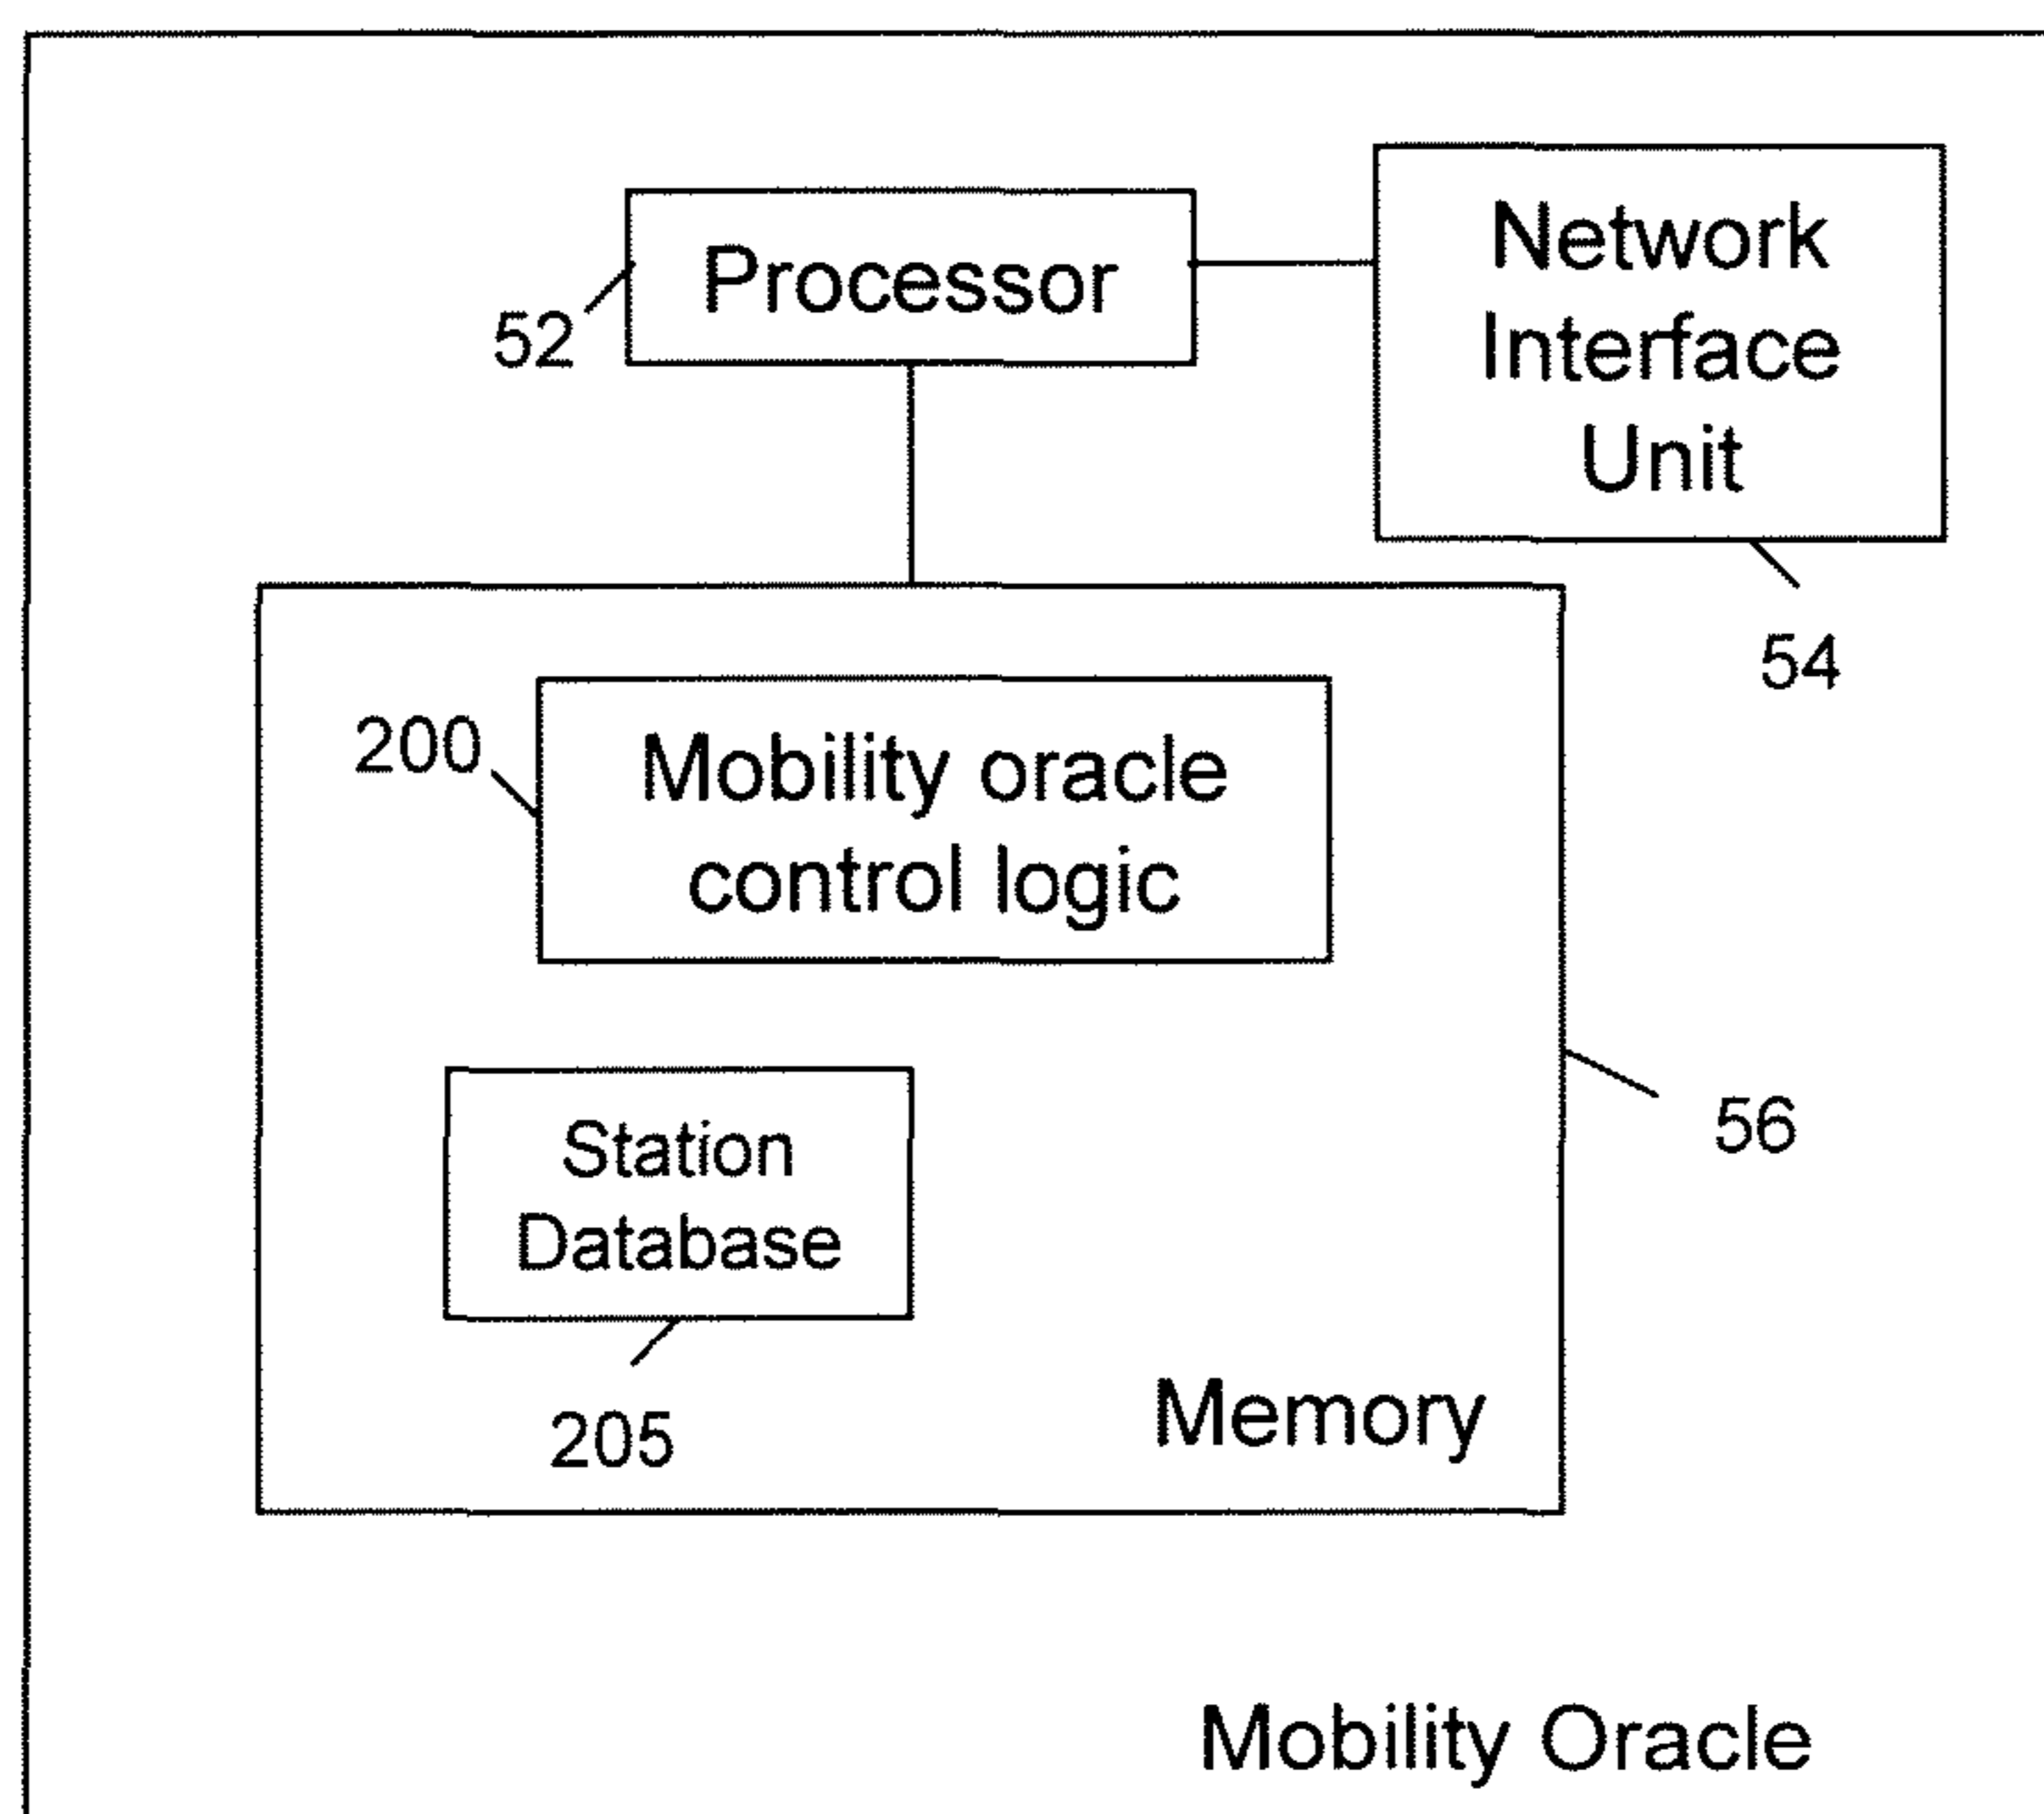 Processor
52
Network
Interface
Unit
54
200
Mobility oracle
control logic
56
Station
Database
205
Memory
Mobility Oracle